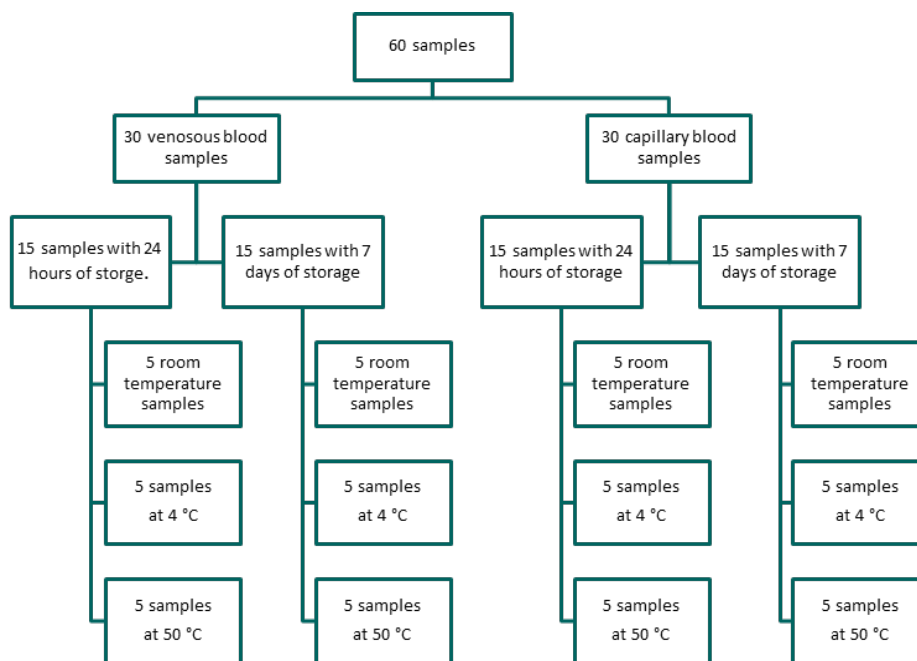 60 samples
30 venosous blood
samples
30 capillary blood
samples
15 samples with 24
hours of storge.
15 samples with 7
days of storage
15 samples with 24
hours of storage
15 samples with 7
days of storage
5 room
temperature
samples
5 room
temperature
samples
5 room
temperature
samples
5 room
temperature
samples
5 samples
at 4 °C
5 samples
at 4 °C
5 samples
at 4 °C
5 samples
at 4 °C
5 samples
at 50 °C
5 samples
at 50 °C
5 samples
at 50 °C
5 samples
at 50 °C